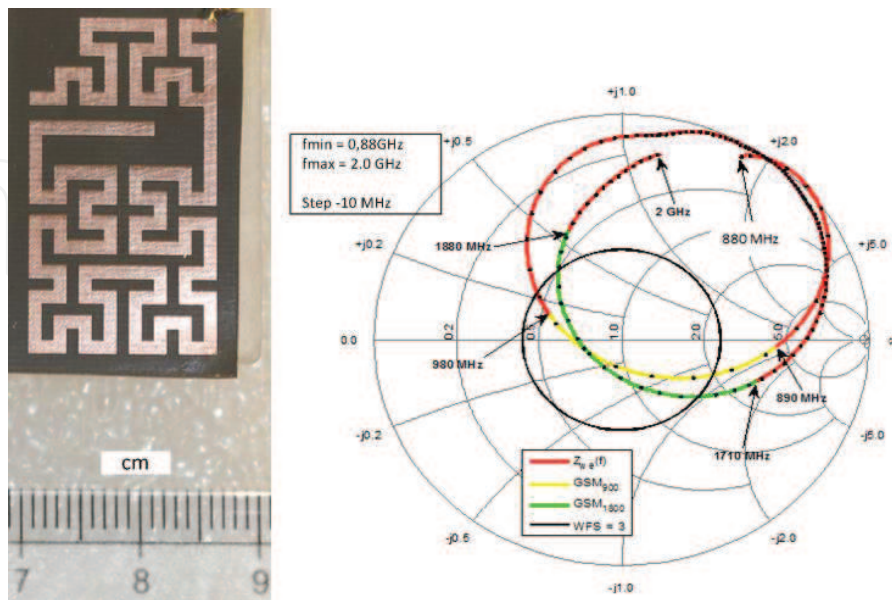 cm
7 8 9
fmin = 0,88GHz
fmax = 2.0 GHz
Step -10 MHz
+j1.0
+j0.5
+j2.0
2 GHz
880 MHz
1880 MHz
+j0.2
+j5.0
0.0
0.2
0.5
1.0
2.0
5.0
980 MHz
890 MHz
1710 MHz
-j0.2
-j5.0
GSM900
GSM1800
WFS = 3
-j0.5
-j2.0
-j1.0